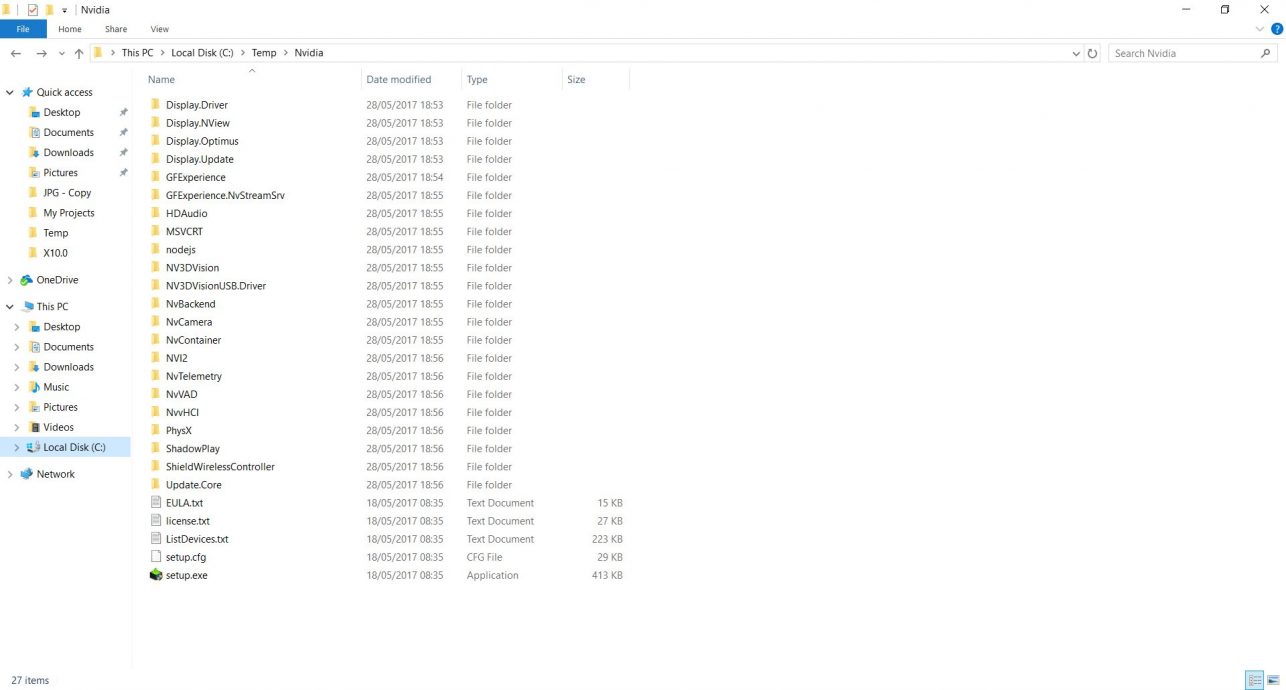 Nvidia
File Home Share View
This PC Local Disk (C:) Temp Nvidia Search Nvidia
Name Date modified Type Size
Quick access
Desktop
Documents
Downloads
Pictures
JPG - Copy
My Projects
Temp
X10.0
OneDrive
This PC
Desktop
Documents
Downloads
Music
Pictures
Videos
Local Disk (C:)
Network
Display.Driver 28/05/2017 18:53 File folder
Display.NView 28/05/2017 18:53 File folder
Display.Optimus 28/05/2017 18:53 File folder
Display.Update 28/05/2017 18:53 File folder
GFExperience 28/05/2017 18:54 File folder
GFExperience.NvStreamSrv 28/05/2017 18:55 File folder
HDAudio 28/05/2017 18:55 File folder
MSVCRT 28/05/2017 18:55 File folder
nodejs 28/05/2017 18:55 File folder
NV3DVision 28/05/2017 18:55 File folder
NV3DVisionUSB.Driver 28/05/2017 18:55 File folder
NvBackend 28/05/2017 18:55 File folder
NvCamera 28/05/2017 18:55 File folder
NvContainer 28/05/2017 18:55 File folder
NVI2 28/05/2017 18:56 File folder
NvTelemetry 28/05/2017 18:56 File folder
NvVAD 28/05/2017 18:56 File folder
NvvHCI 28/05/2017 18:56 File folder
PhysX 28/05/2017 18:56 File folder
ShadowPlay 28/05/2017 18:56 File folder
ShieldWirelessController 28/05/2017 18:56 File folder
Update.Core 28/05/2017 18:56 File folder
EULA.txt 18/05/2017 08:35 Text Document 15 KB
license.txt 18/05/2017 08:35 Text Document 27 KB
ListDevices.txt 18/05/2017 08:35 Text Document 223 KB
setup.cfg 18/05/2017 08:35 CFG File 29 KB
setup.exe 18/05/2017 08:35 Application 413 KB
27 items